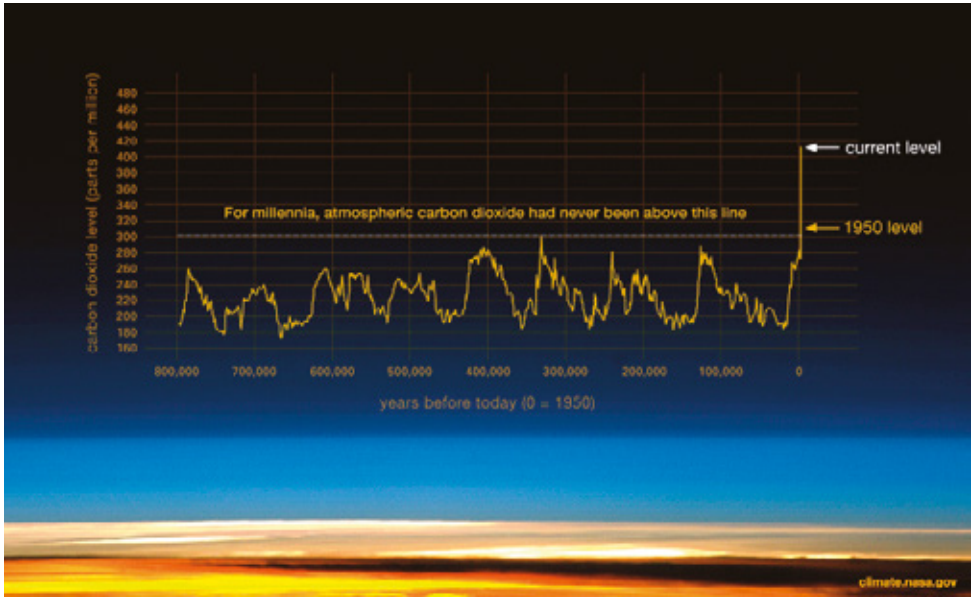 carbon dioxide level (parts per million)
480
460
440
420
400
380
360
340
320
300
280
260
240
220
200
180
160
For millennia, atmospheric carbon dioxide had never been above this line
current level
1950 level
800,000 700,000 600,000 500,000 400,000 300,000 200,000 100,000 0
years before today (0 = 1950)
climate.nasa.gov